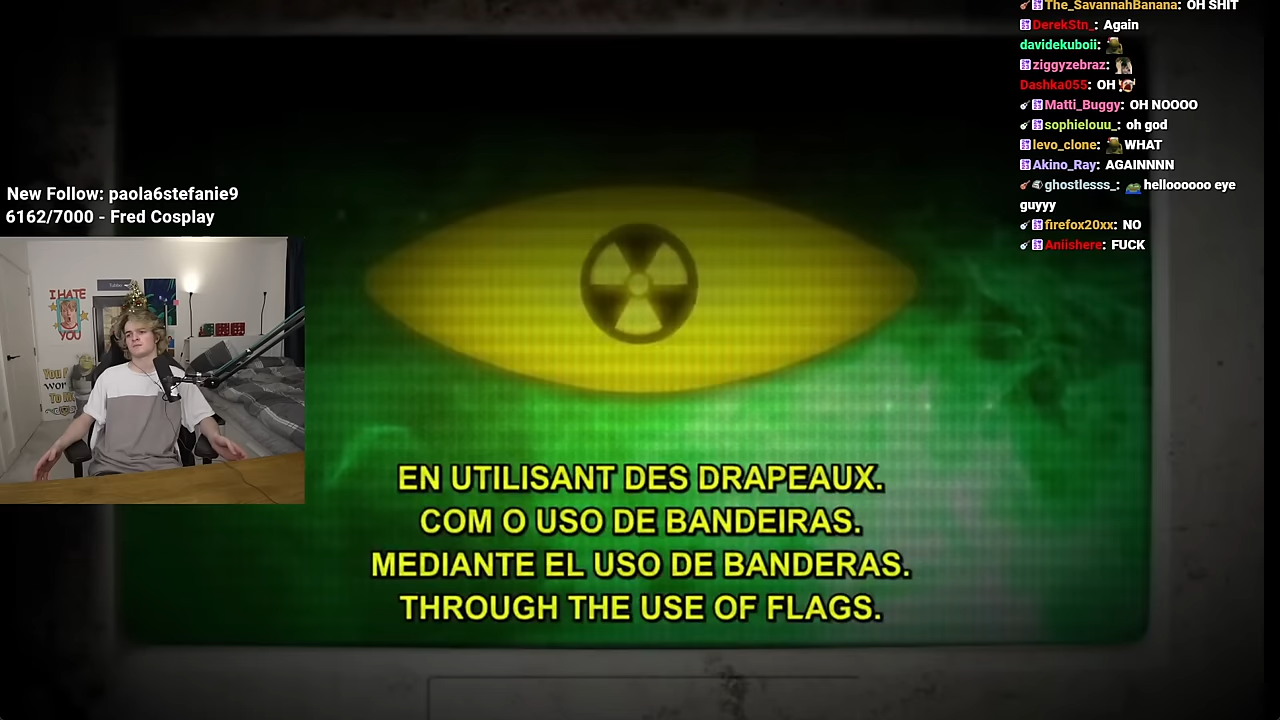 The_SavannahBanana: OH SHIT
DerekStn_: Again
davidekuboii:
ziggyzebraz:
Dashka055: OH
Matti_Buggy: OH NOOOO
sophielouu_: oh god
levo_clone: WHAT
Akino_Ray: AGAINNNN
ghostlesss_: helloooooo eye
guyyy
firefox20xx: NO
Aniishere: FUCK
New Follow: paola6stefanie9
6162/7000 - Fred Cosplay
I HATE
YOU
EN UTILISANT DES DRAPEAUX.
COM O USO DE BANDEIRAS.
MEDIANTE EL USO DE BANDERAS.
THROUGH THE USE OF FLAGS.